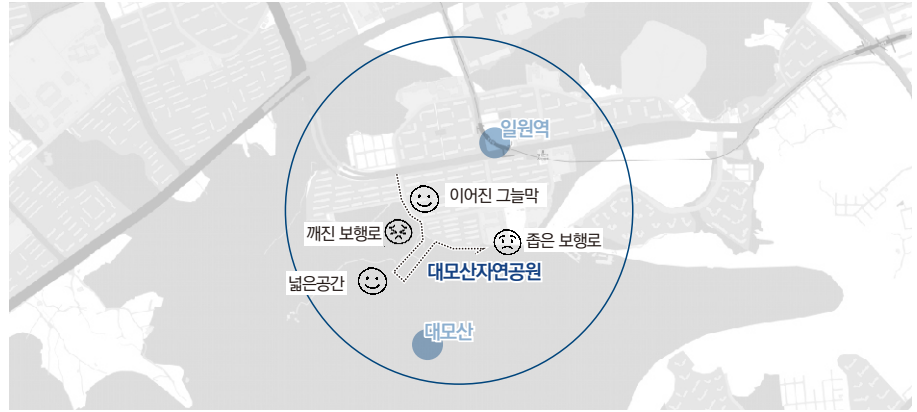 일원역
이어진 그늘막
깨진 보행로
좁은 보행로
대모산자연공원
넓은공간
대모산